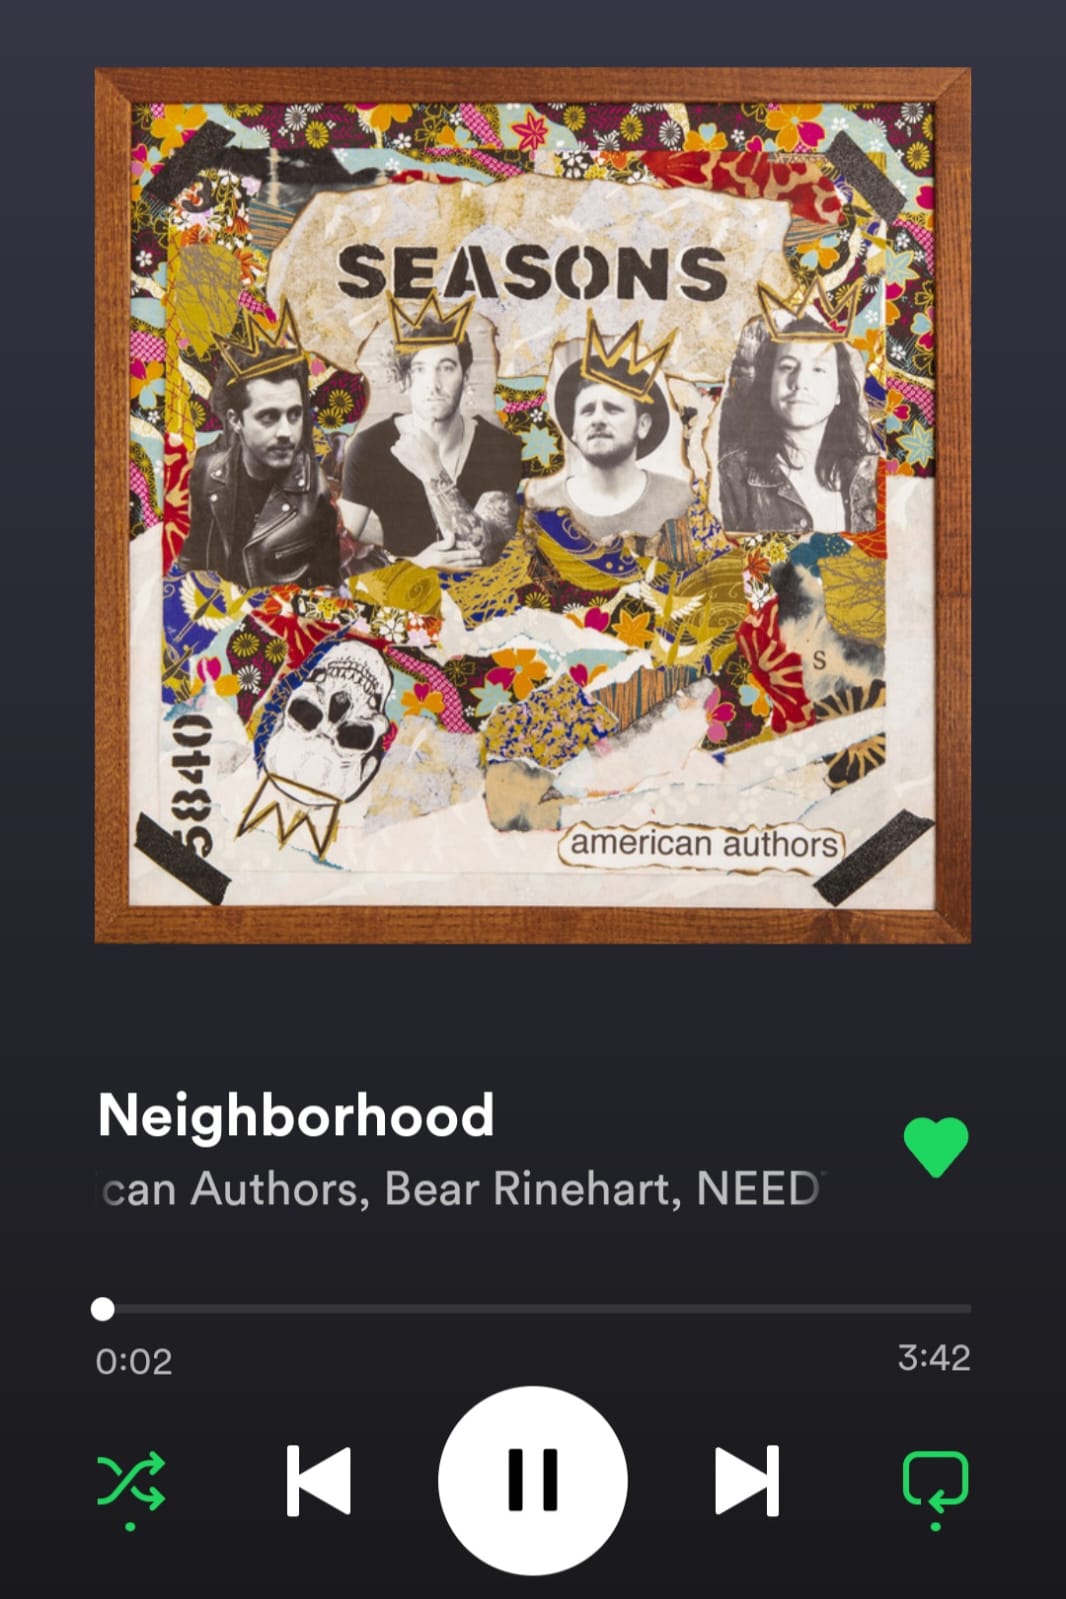 SEASONS
S
5840
american authors
Neighborhood
can Authors, Bear Rinehart, NEED
0:02
3:42